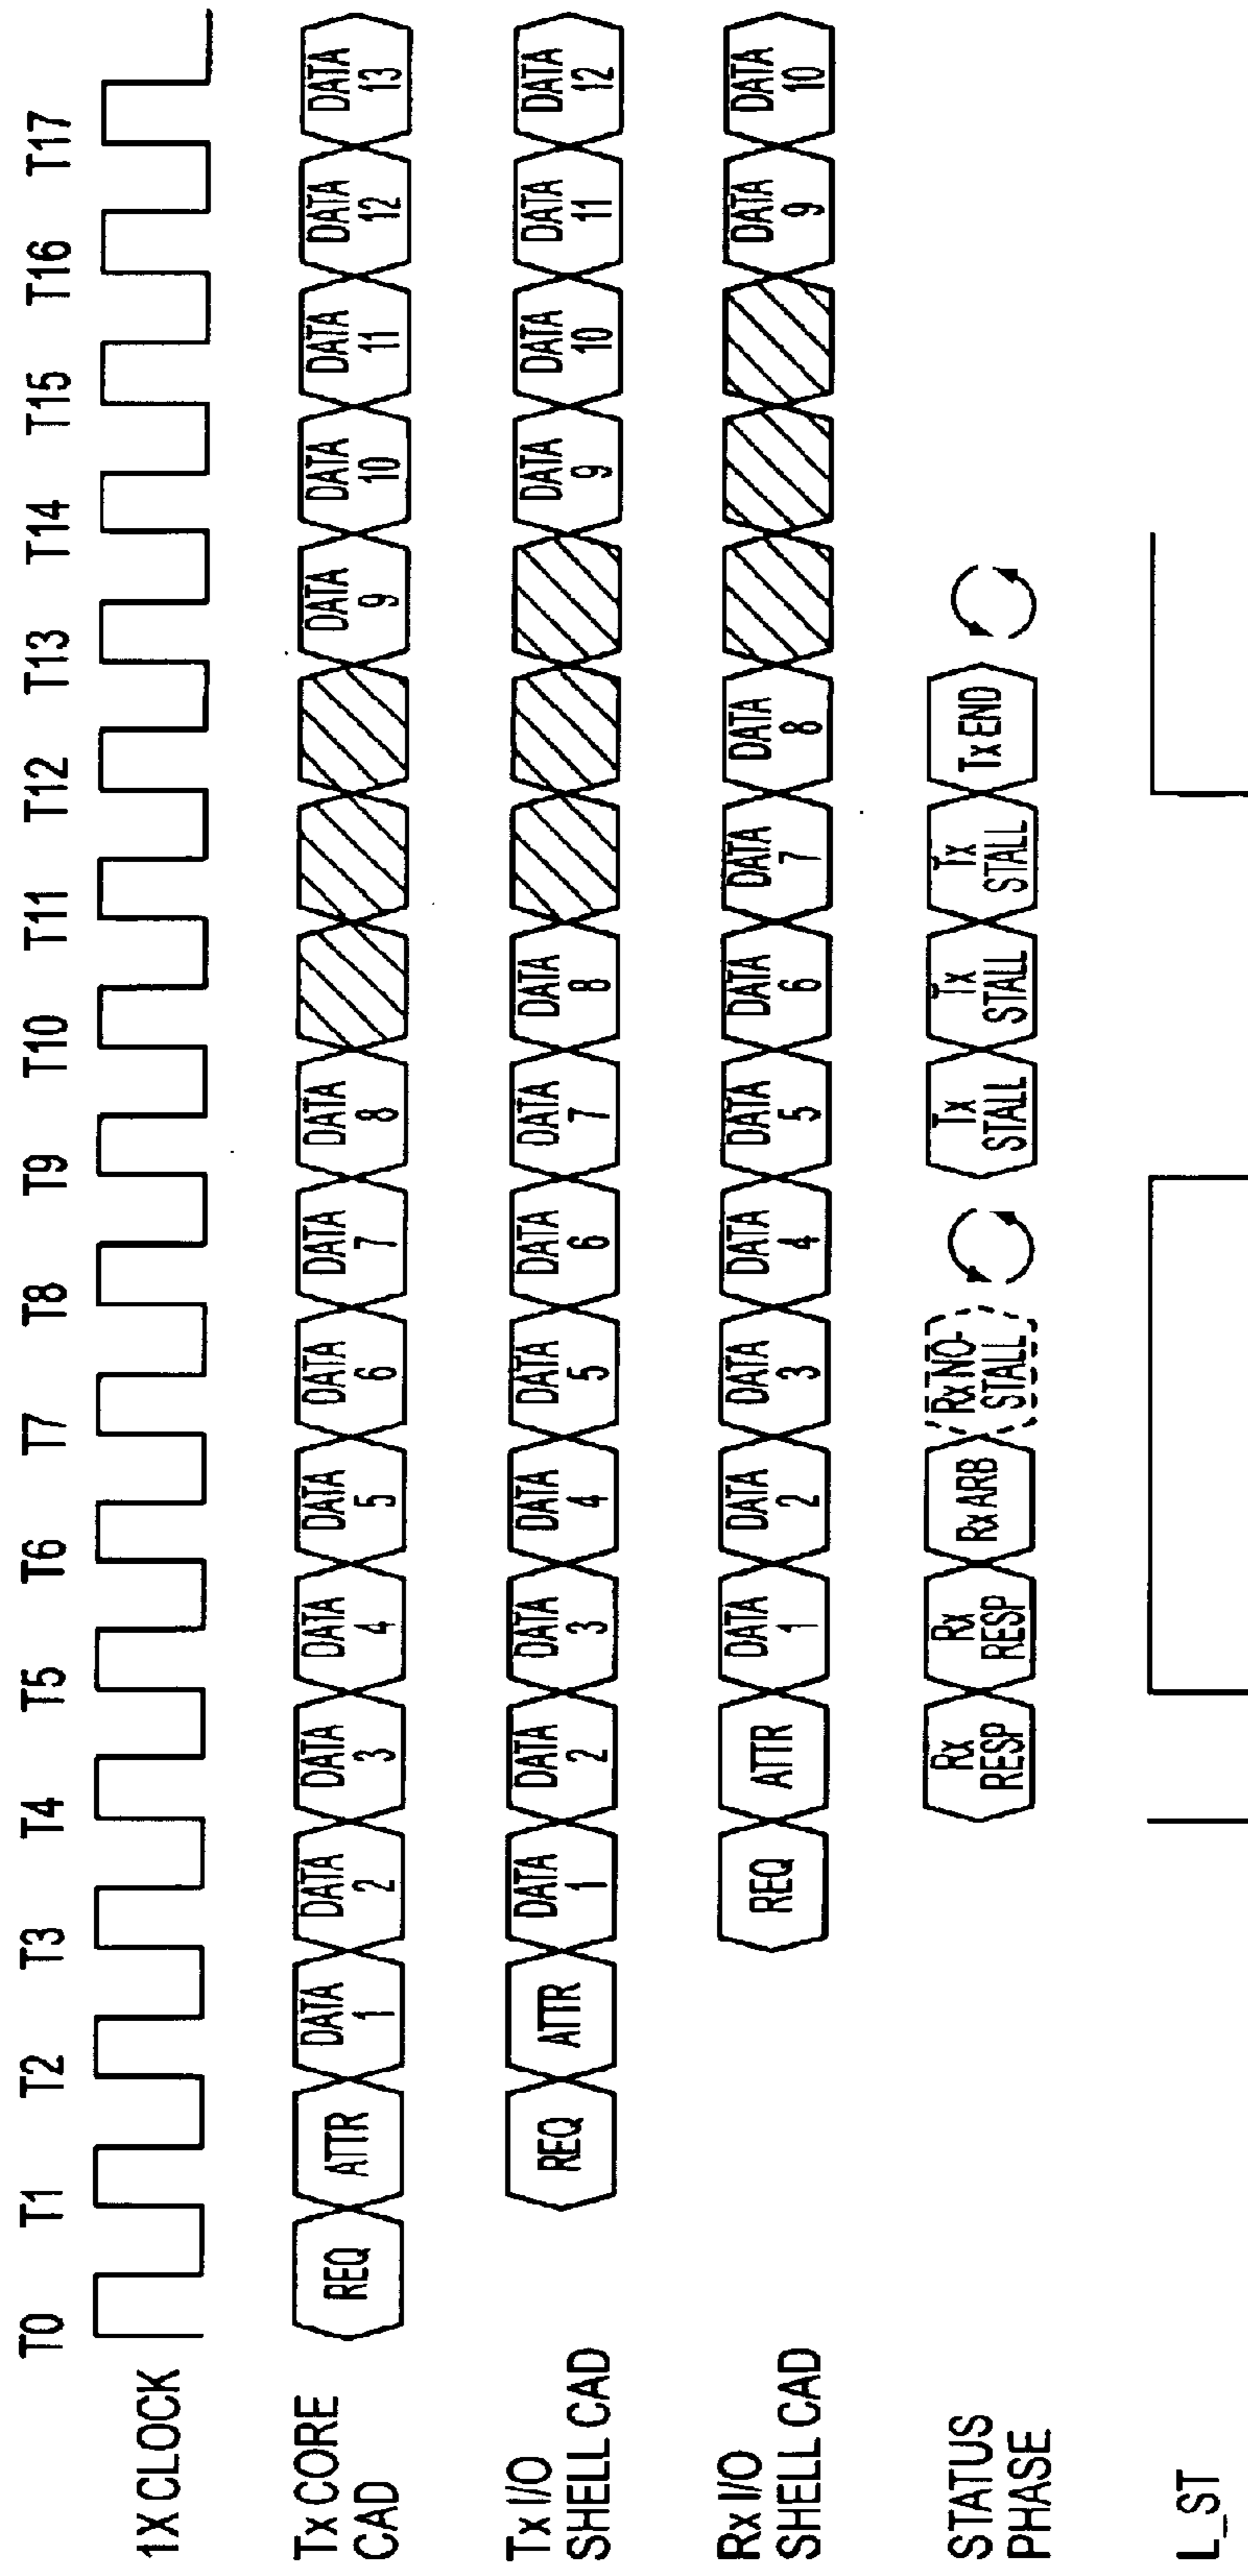 T0 T1 T2 T3 T4 T5 T6 T7 T8 T9 T10 T11 T12 T13 T14 T15 T16 T17
1X CLOCK
Tx CORE
CAD
REQ
ATTR
DATA
1
DATA
2
DATA
3
DATA
4
DATA
5
DATA
6
DATA
7
DATA
8
DATA
9
DATA
10
DATA
11
DATA
12
DATA
13
Tx I/O
SHELL CAD
REQ
ATTR
DATA
1
DATA
2
DATA
3
DATA
4
DATA
5
DATA
6
DATA
7
DATA
8
DATA
9
DATA
10
DATA
11
DATA
12
Rx I/O
SHELL CAD
REQ
ATTR
DATA
1
DATA
2
DATA
3
DATA
4
DATA
5
DATA
6
DATA
7
DATA
8
DATA
9
DATA
10
STATUS
PHASE
Rx
RESP
Rx
RESP
Rx ARB
Rx NO
STALL
Tx
STALL
Tx
STALL
Tx
STALL
Tx END
L_ST